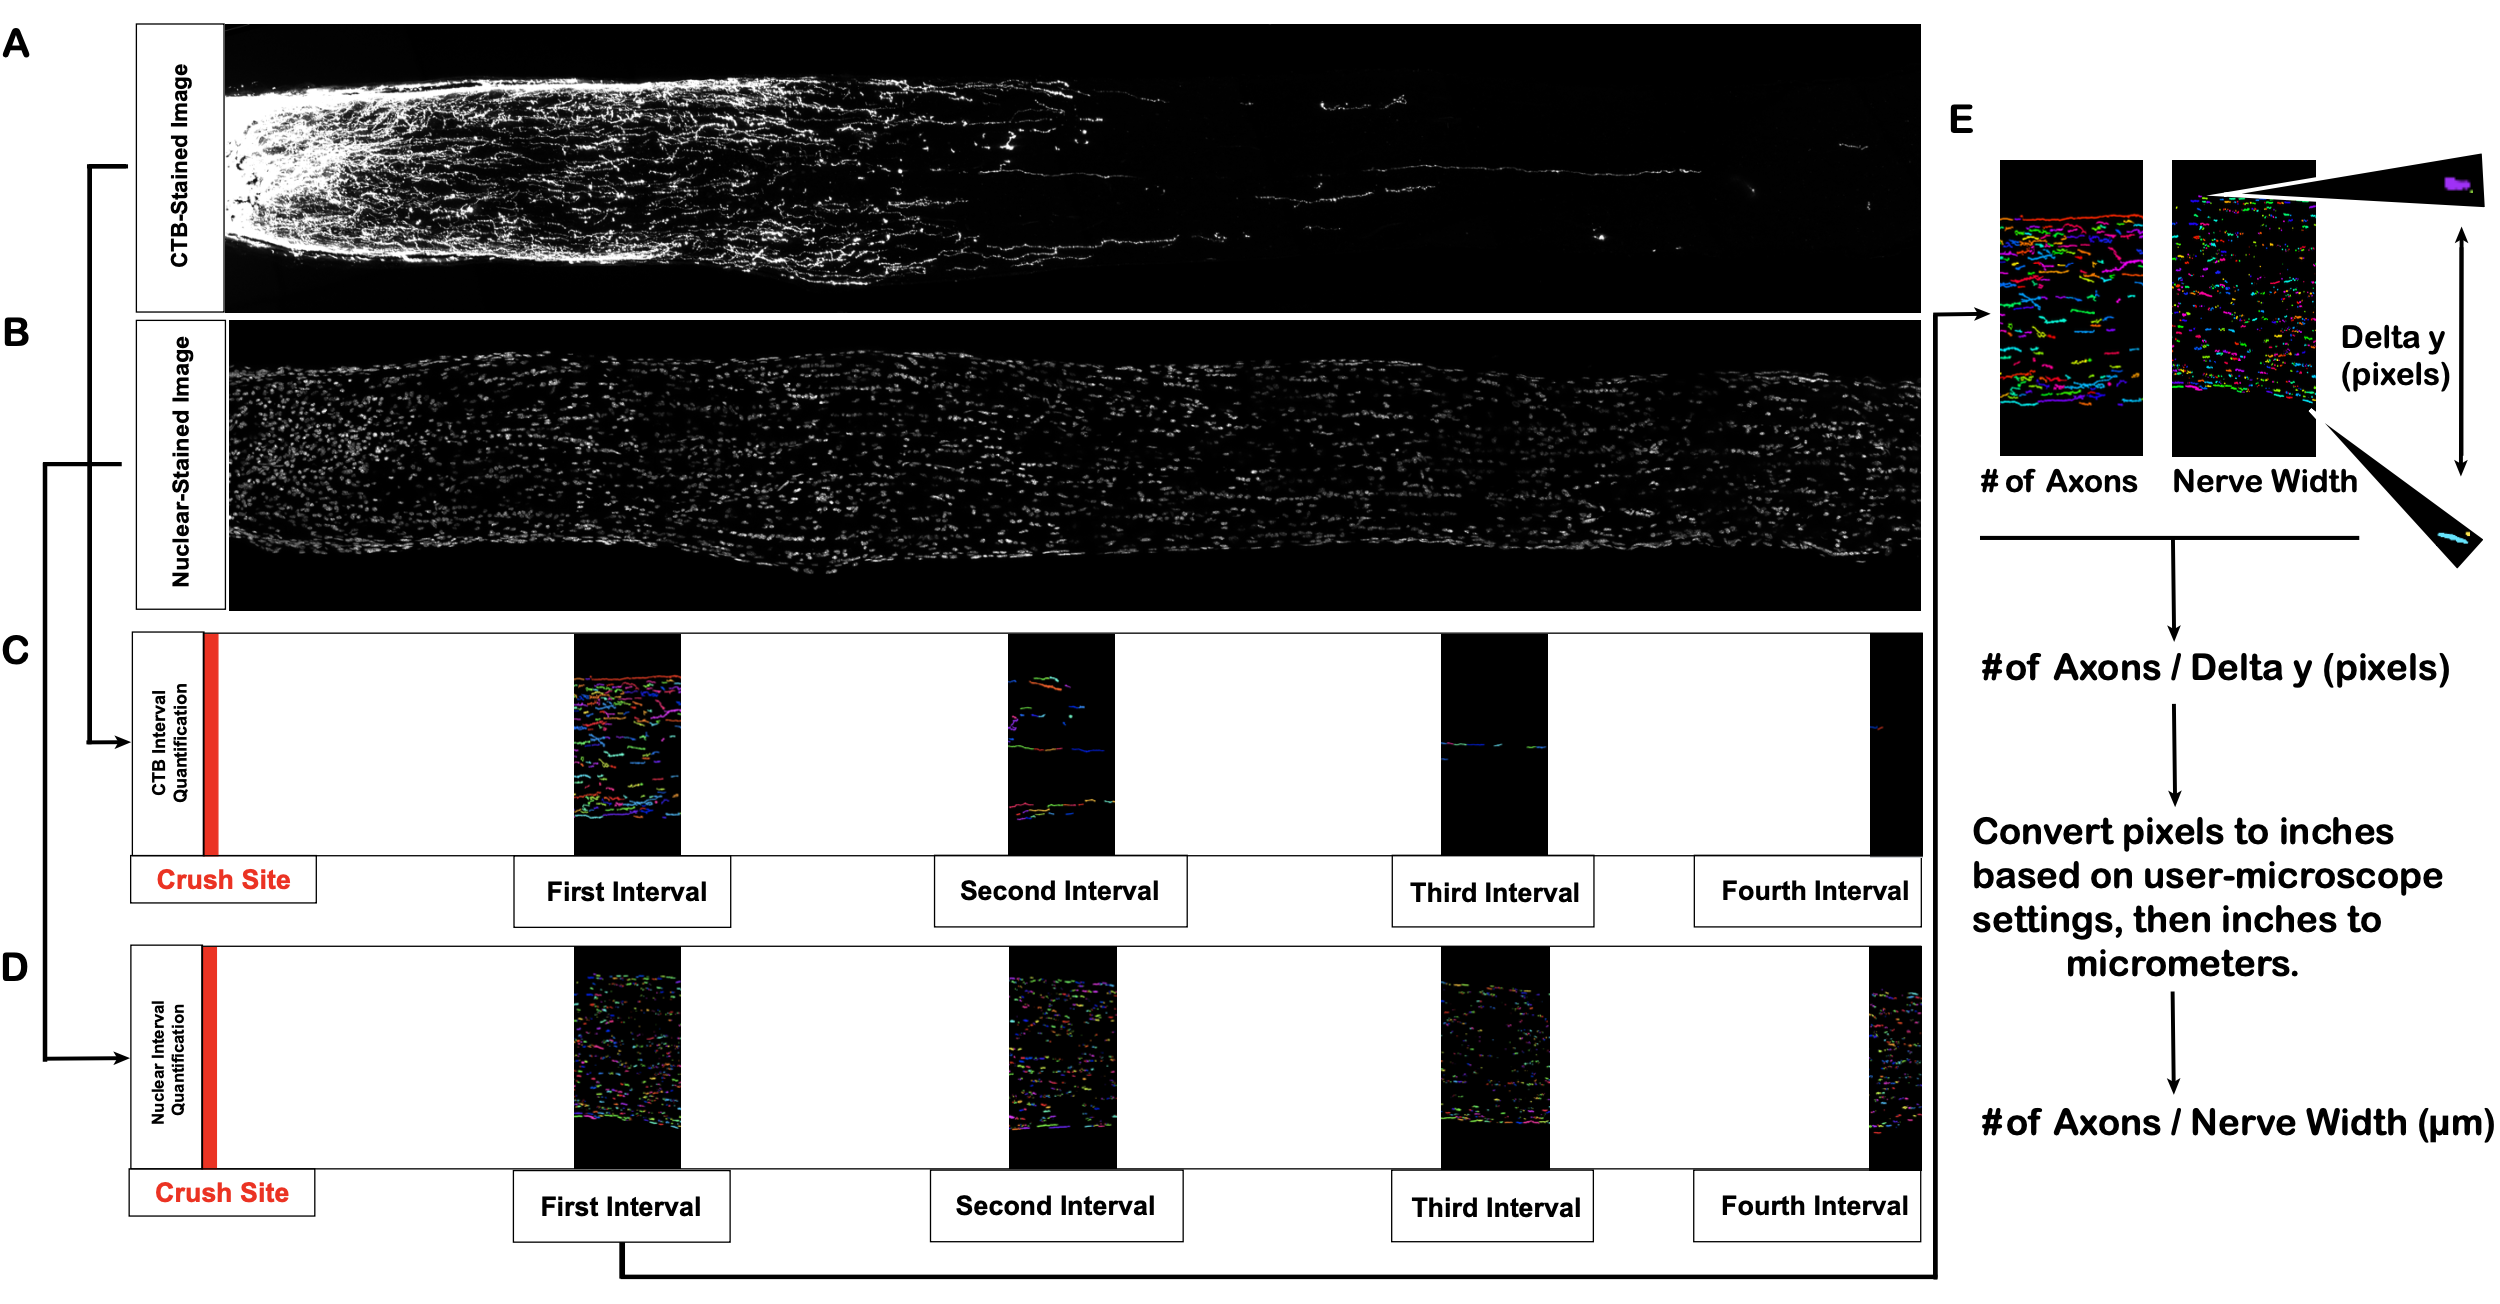 A
CTB-Stained Image
B
Nuclear-Stained Image
C
CTB Interval
Quantification
Crush Site
First Interval
Second Interval
Third Interval
Fourth Interval
D
Nuclear Interval
Quantification
Crush Site
First Interval
Second Interval
Third Interval
Fourth Interval
E
Delta y
(pixels)
# of Axons
Nerve Width
# of Axons / Delta y (pixels)
Convert pixels to inches
based on user-microscope
settings, then inches to
micrometers.
# of Axons / Nerve Width (µm)